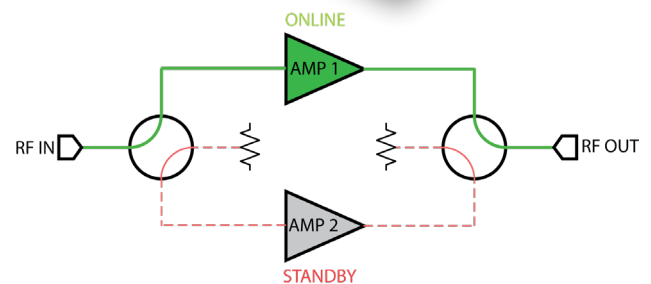 ONLINE
AMP 1
RF IN
RF OUT
AMP 2
STANDBY